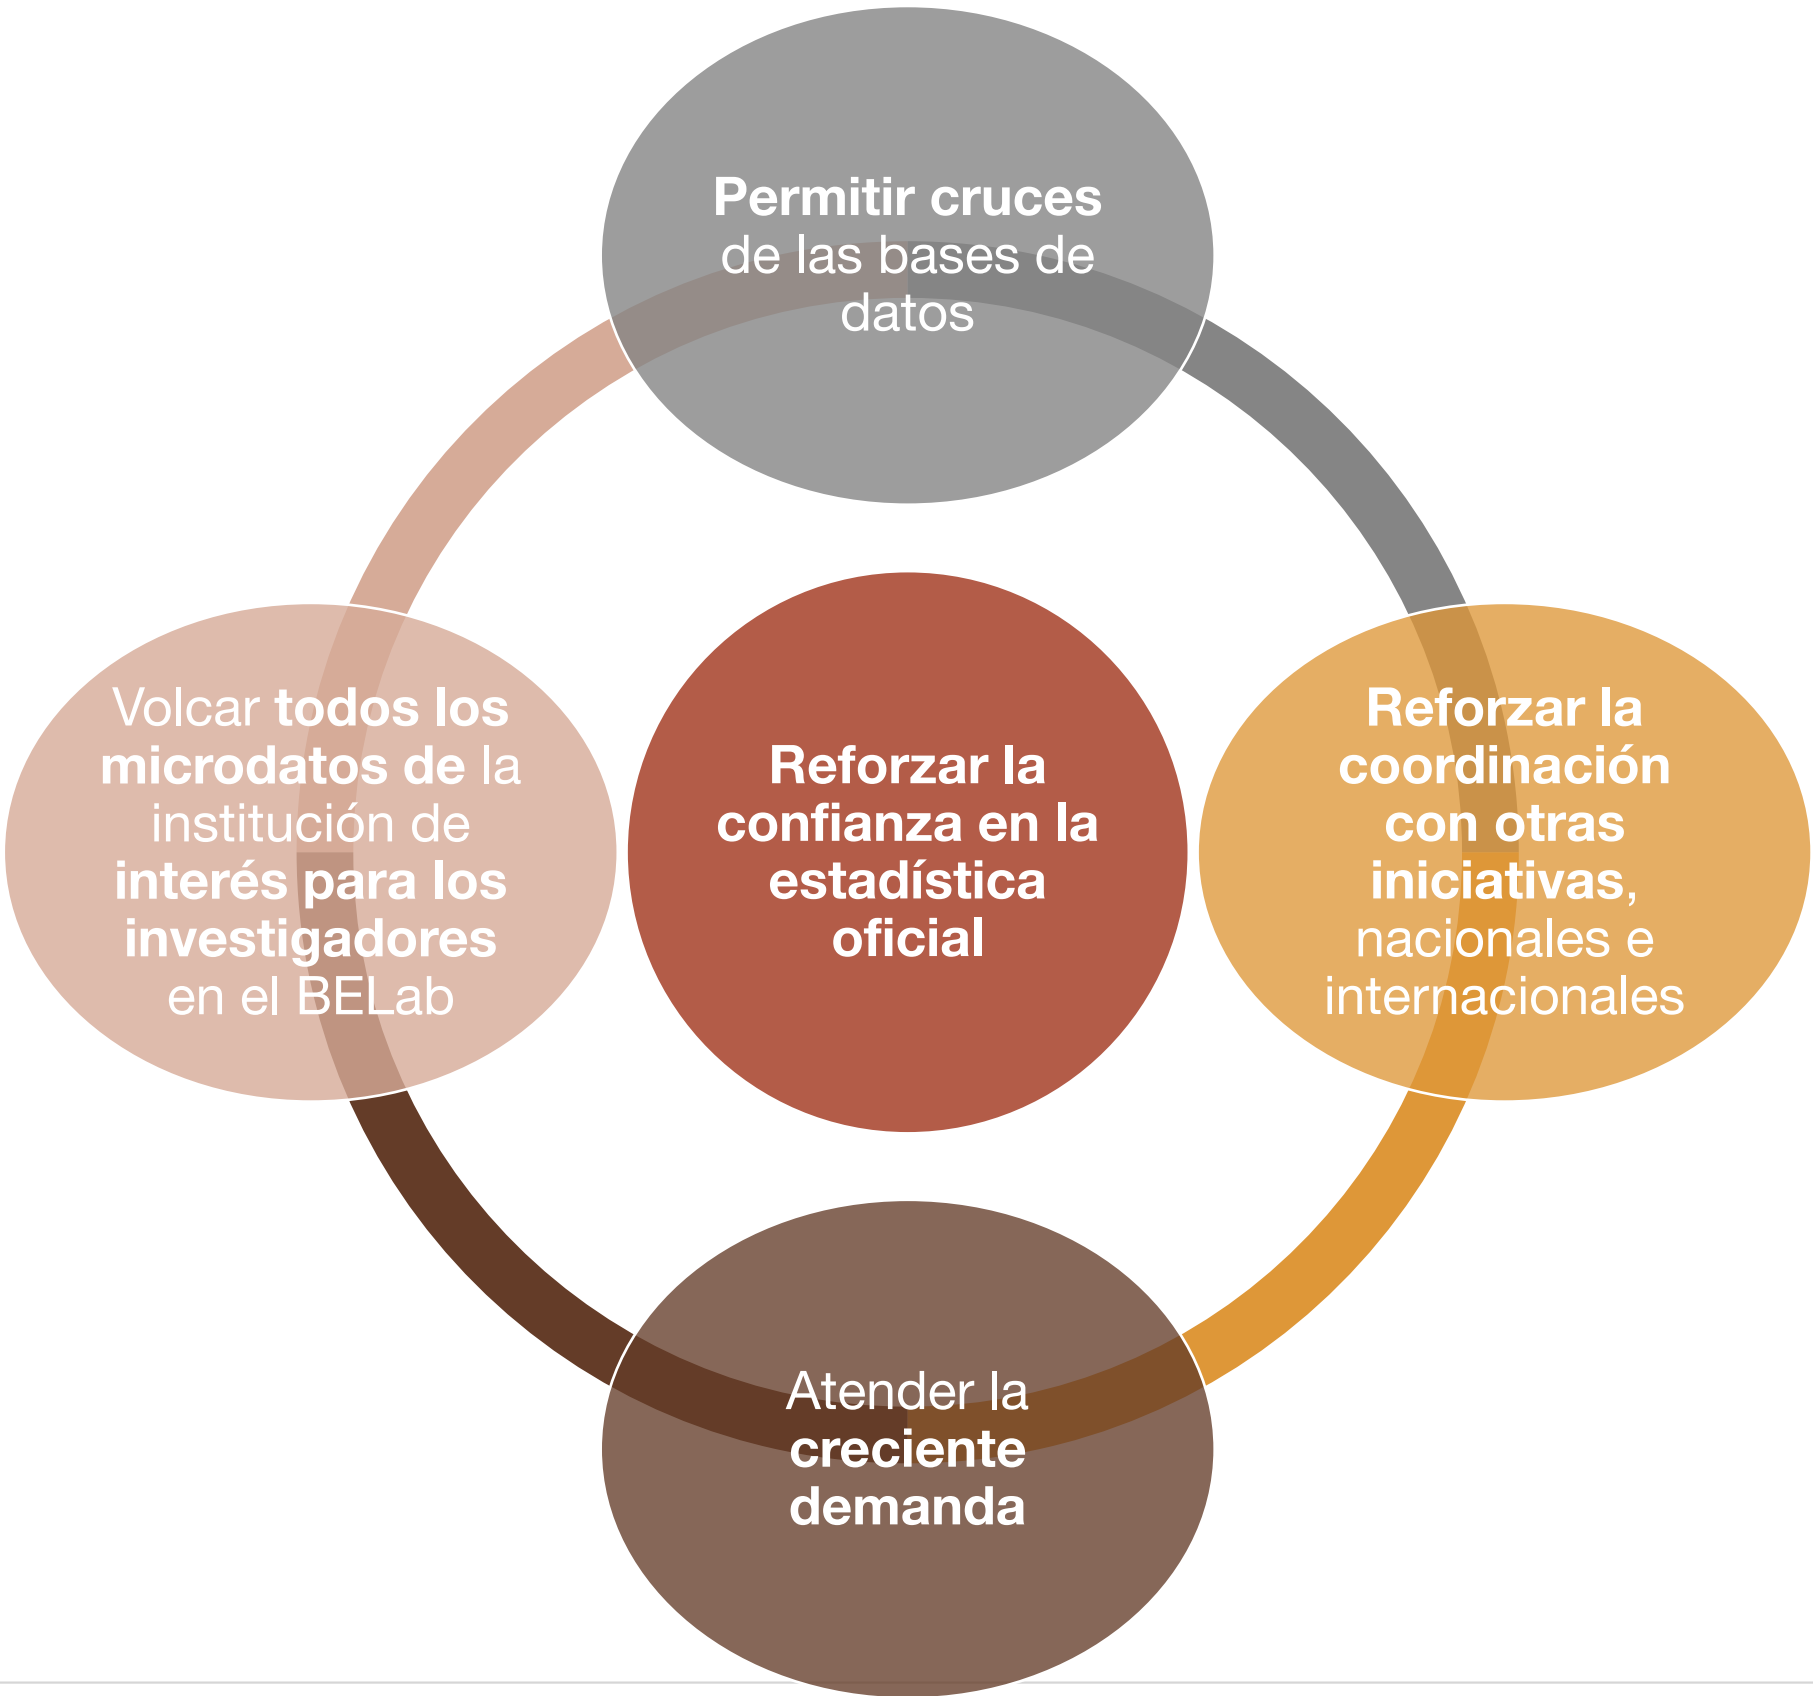 Permitir cruces
de las bases de
datos
Volcar todos los
microdatos de la
institución de
interés para los
investigadores
en el BELab
Reforzar la
confianza en la
estadística
oficial
Reforzar la
coordinación
con otras
iniciativas,
nacionales e
internacionales
Atender la
creciente
demanda